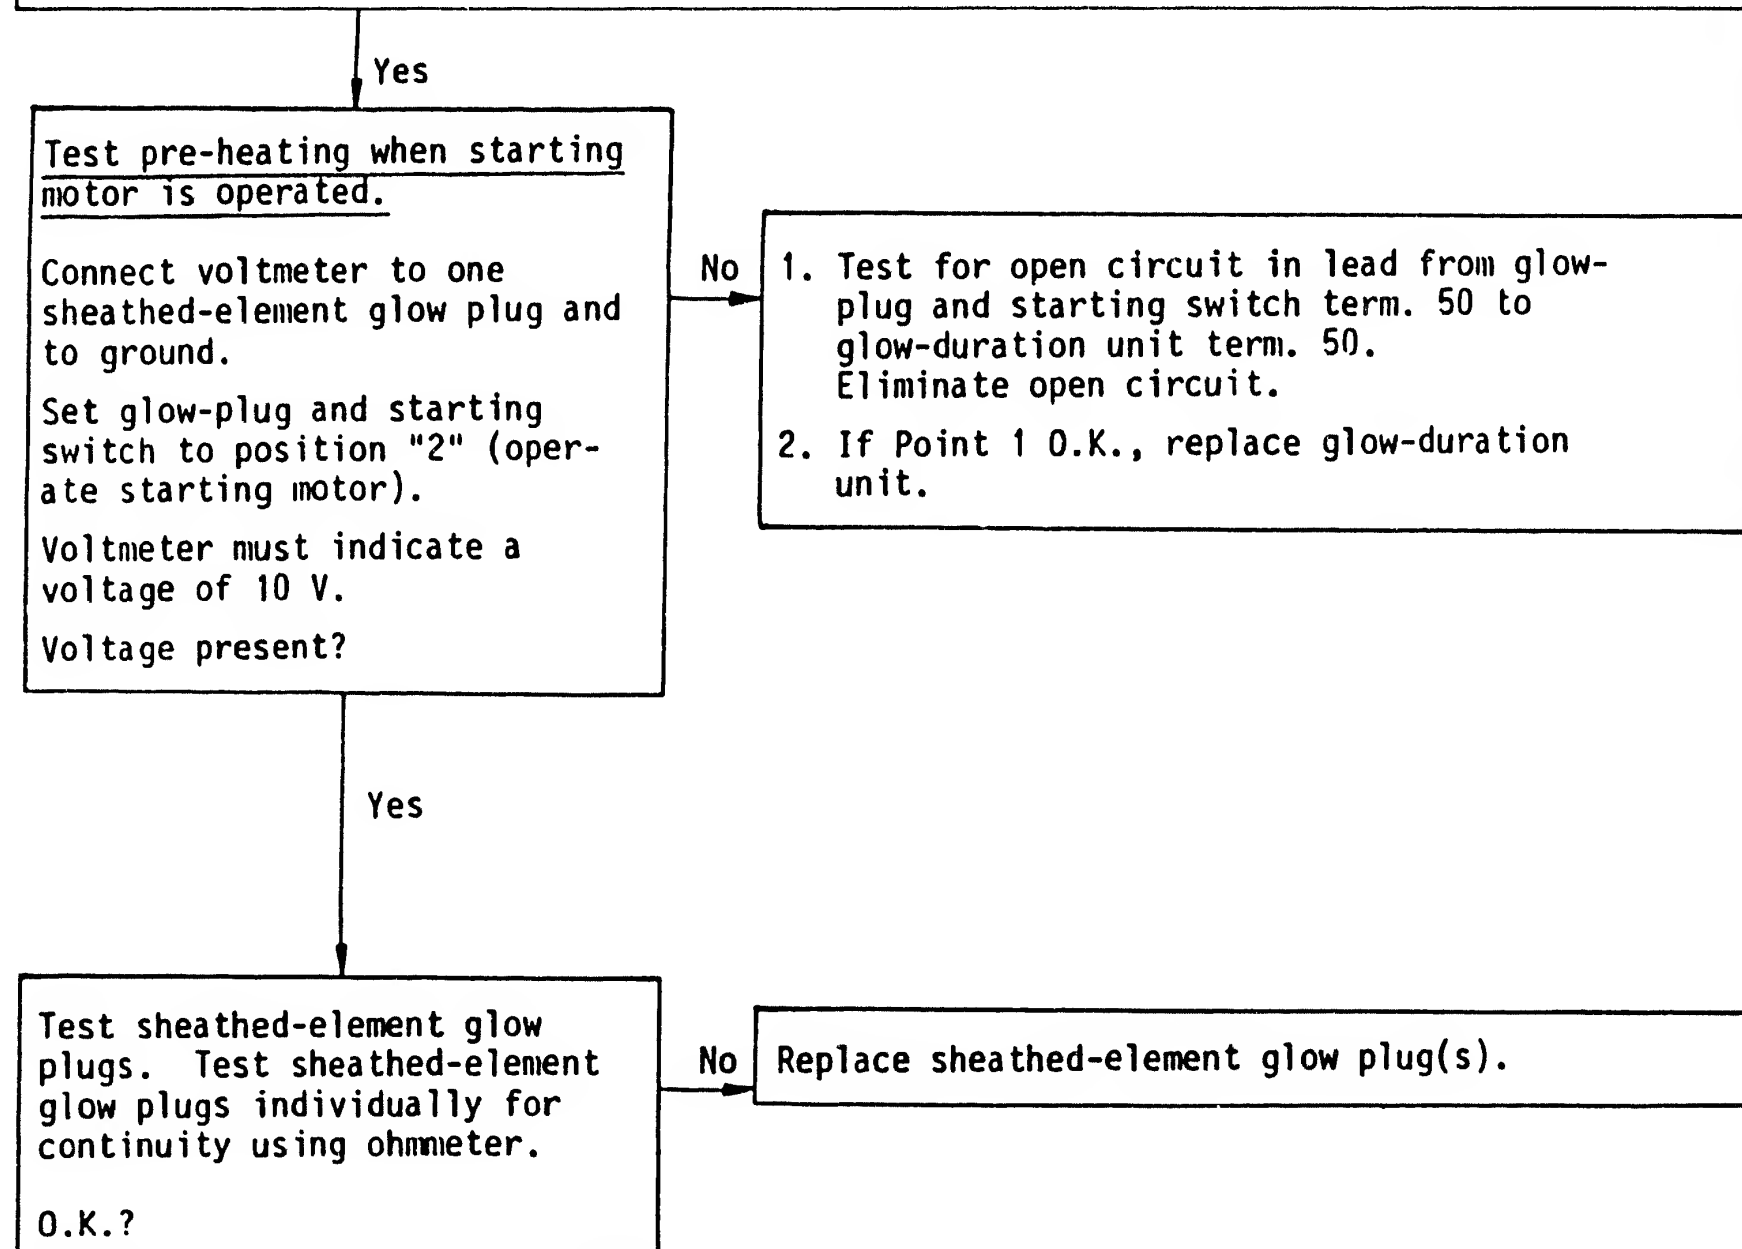 Yes
Test pre-heating when starting
motor is operated.
Connect voltmeter to one
sheathed-element glow plug and
to ground.
Set glow-plug and starting
switch to position "2" (oper-
ate starting motor).
Voltmeter must indicate a
voltage of 10 V.
Voltage present?
No
1. Test for open circuit in lead from glow-
plug and starting switch term. 50 to
glow-duration unit term. 50.
Eliminate open circuit.
2. If Point 1 O.K., replace glow-duration
unit.
Yes
Test sheathed-element glow
plugs. Test sheathed-element
glow plugs individually for
continuity using ohmmeter.
O.K.?
No
Replace sheathed-element glow plug(s).